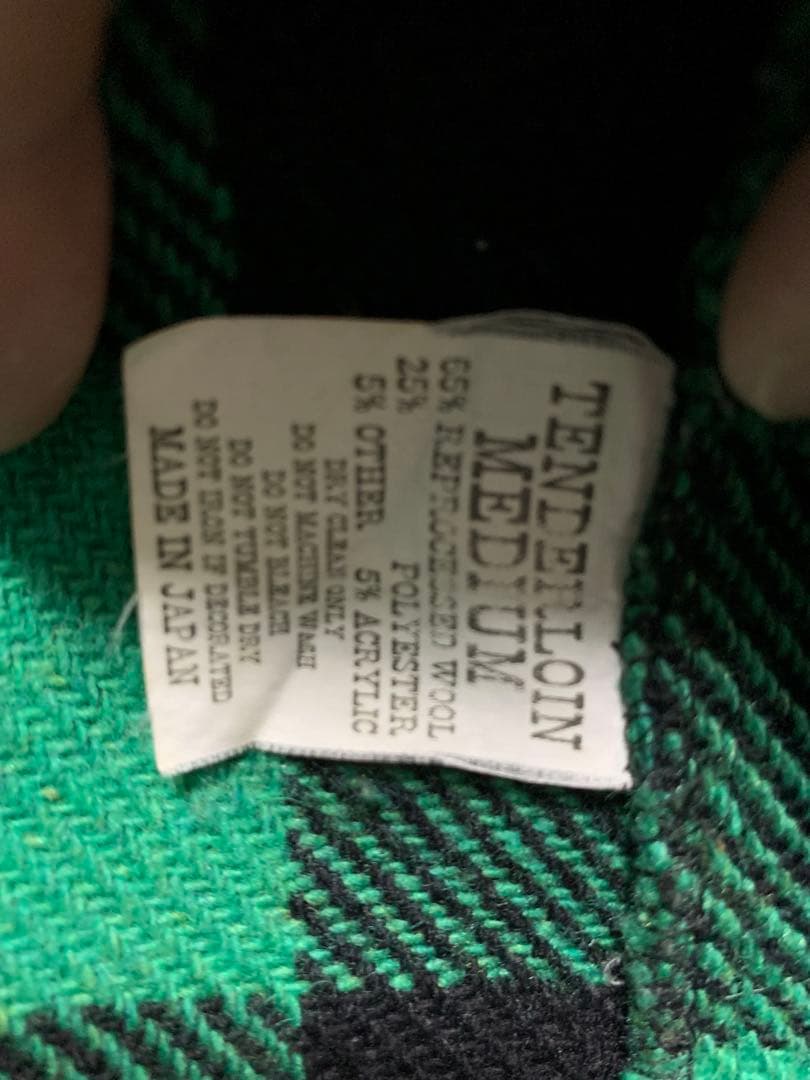 TENDERLOIN
MEDIUM
65% REPROCESSED WOOL
25% POLYESTER
5% OTHER 5% ACRYLIC
DRY CLEAN ONLY
DO NOT MACHINE WASH
DO NOT BLEACH
DO NOT TUMBLE DRY
DO NOT IRON IF DECORATED
MADE IN JAPAN